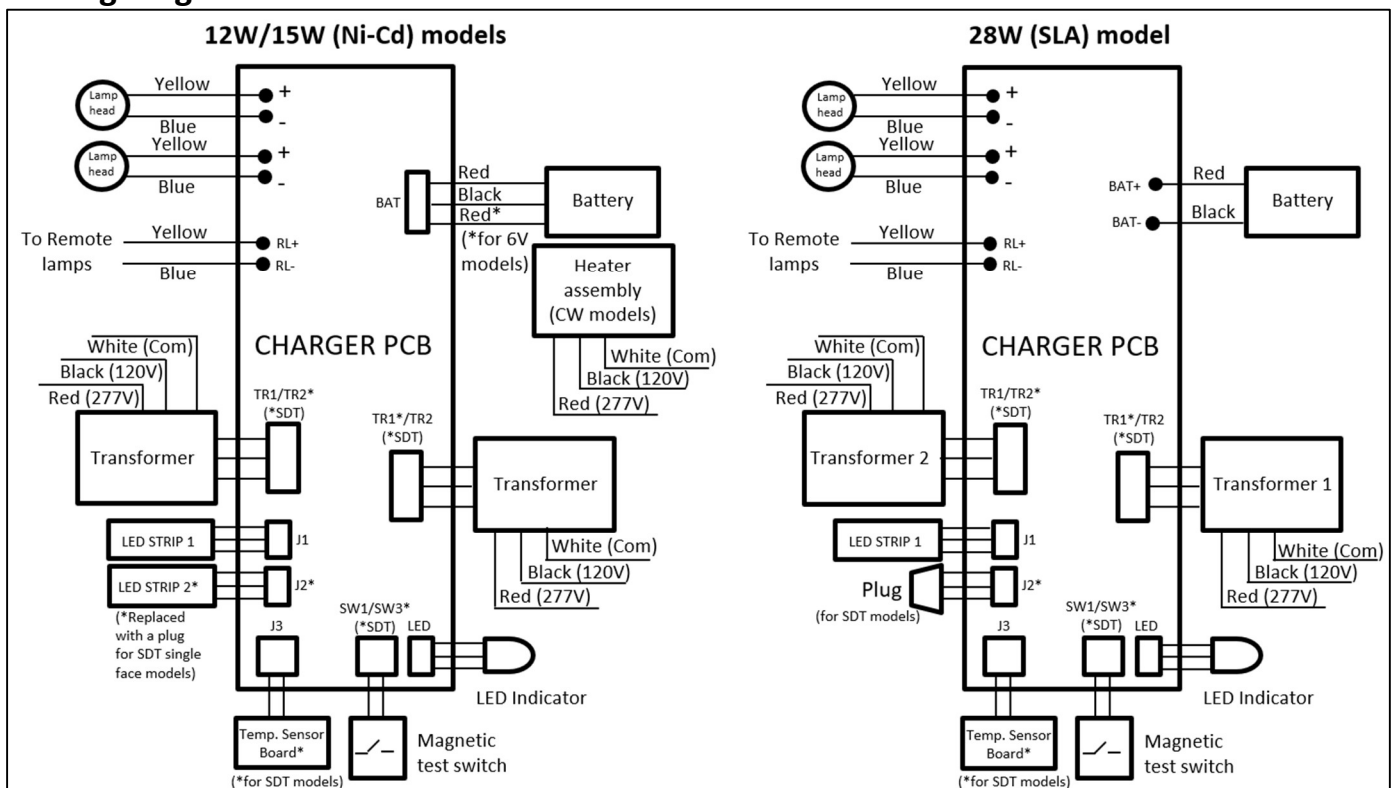 12W/15W (Ni-Cd) models
Lamp head
Yellow
+
Blue
-
Lamp head
Yellow
+
Blue
-
BAT
Red
Black
Red*
(*for 6V models)
Battery
To Remote lamps
Yellow
RL+
Blue
RL-
Heater assembly (CW models)
White (Com)
Black (120V)
Red (277V)
CHARGER PCB
White (Com)
Black (120V)
Red (277V)
TR1/TR2*
(*SDT)
Transformer
TR1*/TR2
(*SDT)
Transformer
White (Com)
Black (120V)
Red (277V)
LED STRIP 1
J1
LED STRIP 2*
J2*
(*Replaced
with a plug
for SDT single
face models)
J3
SW1/SW3*
(*SDT)
LED
LED Indicator
Temp. Sensor
Board*
(*for SDT models)
Magnetic
test switch
28W (SLA) model
Lamp head
Yellow
+
Blue
-
Lamp head
Yellow
+
Blue
-
BAT+
Red
BAT-
Black
Battery
To Remote
lamps
Yellow
RL+
Blue
RL-
CHARGER PCB
White (Com)
Black (120V)
Red (277V)
TR1/TR2*
(*SDT)
Transformer 2
TR1*/TR2
(*SDT)
Transformer 1
White (Com)
Black (120V)
Red (277V)
LED STRIP 1
J1
Plug
(for SDT models)
J2*
J3
SW1/SW3*
(*SDT)
LED
LED Indicator
Temp. Sensor
Board*
(*for SDT models)
Magnetic
test switch